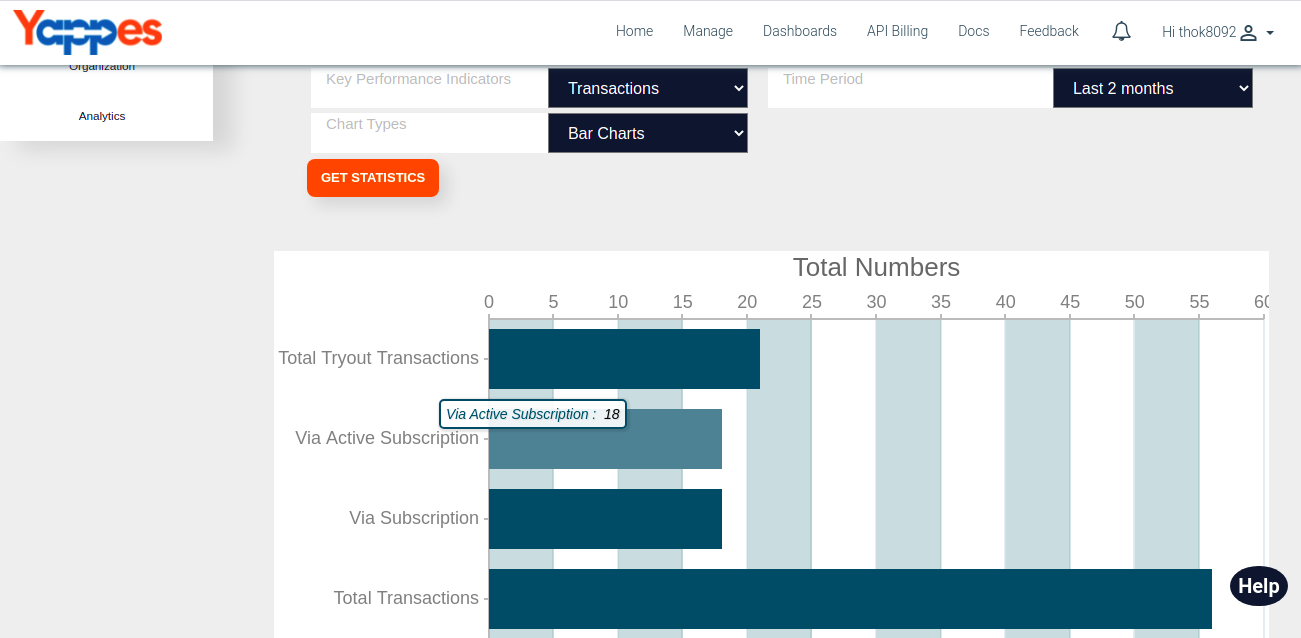 Yappes
Home Manage Dashboards API Billing Docs Feedback Hi thok8092
Organization
Analytics
Key Performance Indicators Transactions
Time Period Last 2 months
Chart Types Bar Charts
GET STATISTICS
Total Numbers
0 5 10 15 20 25 30 35 40 45 50 55 60
Total Tryout Transactions
Via Active Subscription : 18
Via Active Subscription
Via Subscription
Total Transactions
Help